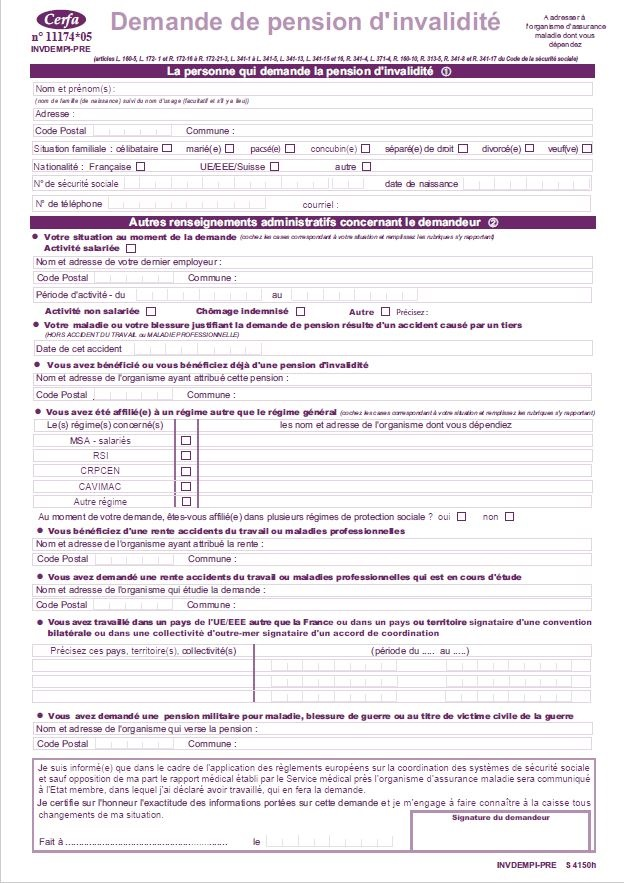 Cerfa
n° 11174*05
INVDEMPI-PRE
Demande de pension d'invalidité
A adresser à
l'organisme d'assurance
maladie dont vous
dépendez
(articles L. 160-5, L. 172- 1 et R. 172-16 à R. 172-21-3, L. 341-1 à L. 341-5, L. 341-13, L. 341-15 et 16, R. 341-4, L. 371-4, R. 160-10, R. 313-5, R. 341-8 et R. 341-17 du Code de la sécurité sociale)
La personne qui demande la pension d'invalidité ①
Nom et prénom(s) :
(nom de famille (de naissance) suivi du nom d'usage (facultatif et s'il y a lieu))
Adresse :
Code Postal Commune :
Situation familiale : célibataire marié(e) pacsé(e) concubin(e) séparé(e) de droit divorcé(e) veuf(ve)
Nationalité : Française UE/EEE/Suisse autre
N° de sécurité sociale date de naissance
N° de téléphone courriel :
Autres renseignements administratifs concernant le demandeur ②
● Votre situation au moment de la demande (cochez les cases correspondant à votre situation et remplissez les rubriques s'y rapportant)
Activité salariée
Nom et adresse de votre dernier employeur :
Code Postal Commune :
Période d'activité - du au
Activité non salariée Chômage indemnisé Autre Précisez :
● Votre maladie ou votre blessure justifiant la demande de pension résulte d'un accident causé par un tiers
(HORS ACCIDENT DU TRAVAIL ou MALADIE PROFESSIONNELLE)
Date de cet accident
● Vous avez bénéficié ou vous bénéficiez déjà d'une pension d'invalidité
Nom et adresse de l'organisme ayant attribué cette pension :
Code Postal Commune :
● Vous avez été affilié(e) à un régime autre que le régime général (cochez les cases correspondant à votre situation et remplissez les rubriques s'y rapportant)
Le(s) régime(s) concerné(s) les nom et adresse de l'organisme dont vous dépendiez
MSA - salariés
RSI
CRPCEN
CAVIMAC
Autre régime
Au moment de votre demande, êtes-vous affilié(e) dans plusieurs régimes de protection sociale ? oui non
● Vous bénéficiez d'une rente accidents du travail ou maladies professionnelles
Nom et adresse de l'organisme ayant attribué la rente :
Code Postal Commune :
● Vous avez demandé une rente accidents du travail ou maladies professionnelles qui est en cours d'étude
Nom et adresse de l'organisme qui étudie la demande :
Code Postal Commune :
● Vous avez travaillé dans un pays de l'UE/EEE autre que la France ou dans un pays ou territoire signataire d'une convention
bilatérale ou dans une collectivité d'outre-mer signataire d'un accord de coordination
Précisez ces pays, territoire(s), collectivité(s) (période du ..... au .....)
● Vous avez demandé une pension militaire pour maladie, blessure de guerre ou au titre de victime civile de la guerre
Nom et adresse de l'organisme qui verse la pension :
Code Postal Commune :
Je suis informé(e) que dans le cadre de l'application des règlements européens sur la coordination des systèmes de sécurité sociale
et sauf opposition de ma part le rapport médical établi par le Service médical près l'organisme d'assurance maladie sera communiqué
à l'Etat membre, dans lequel j'ai déclaré avoir travaillé, qui en fera la demande.
Je certifie sur l'honneur l'exactitude des informations portées sur cette demande et je m'engage à faire connaître à la caisse tous
changements de ma situation.
Signature du demandeur
Fait à ........................................................ le
INVDEMPI-PRE S 4150h